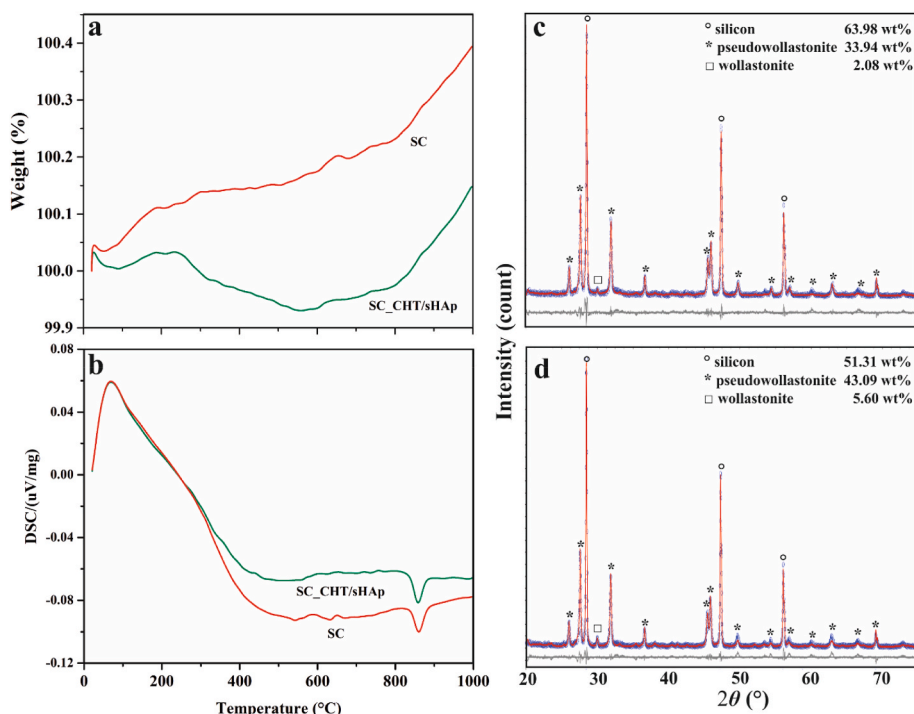 a
100.4
100.3
100.2
100.1
100.0
99.9
Weight (%)
SC
SC_CHT/sHAp
b
0.08
0.04
0.00
-0.04
-0.08
-0.12
DSC/(uV/mg)
SC_CHT/sHAp
SC
0 200 400 600 800 1000
Temperature (°C)
c
○ silicon 63.98 wt%
* pseudowollastonite 33.94 wt%
□ wollastonite 2.08 wt%
Intensity (count)
d
○ silicon 51.31 wt%
* pseudowollastonite 43.09 wt%
□ wollastonite 5.60 wt%
20 30 40 50 60 70
2θ (°)